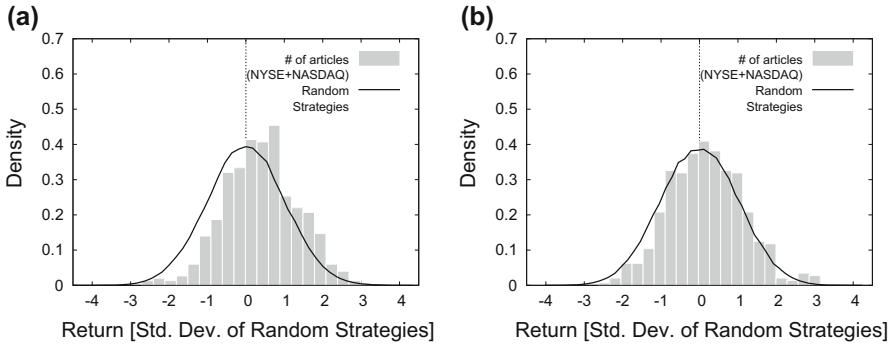 (a)
0.7
0.6
0.5
0.4
0.3
0.2
0.1
0
Density
# of articles
(NYSE+NASDAQ)
Random
Strategies
-4 -3 -2 -1 0 1 2 3 4
Return [Std. Dev. of Random Strategies]
(b)
0.7
0.6
0.5
0.4
0.3
0.2
0.1
0
Density
# of articles
(NYSE+NASDAQ)
Random
Strategies
-4 -3 -2 -1 0 1 2 3 4
Return [Std. Dev. of Random Strategies]